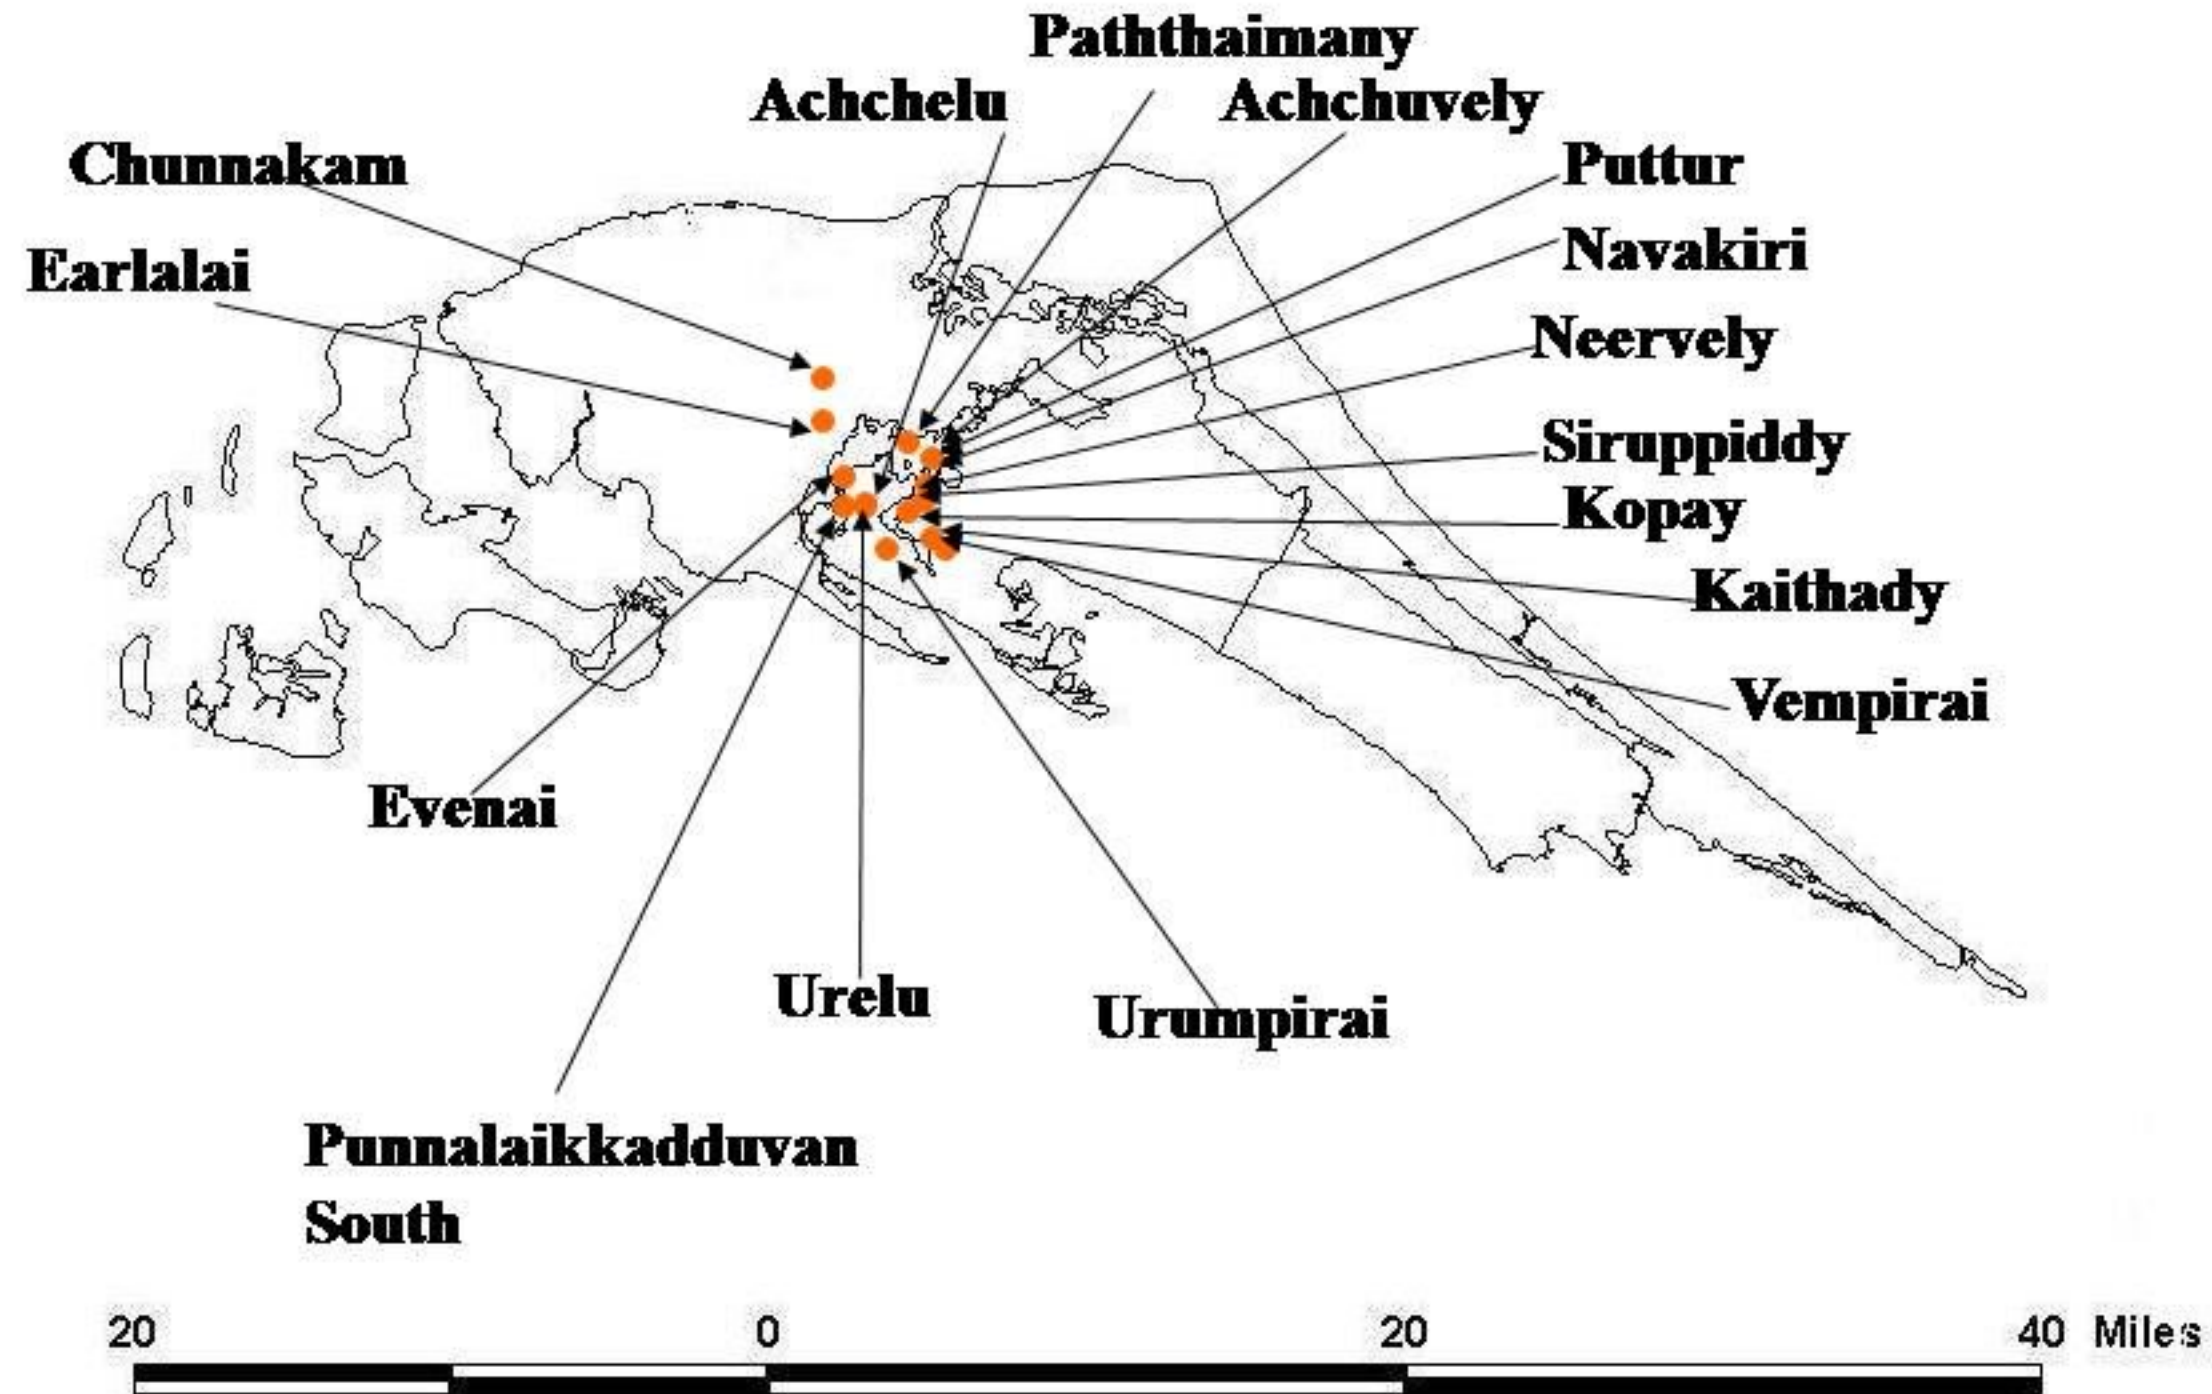 Paththaimany
Achchelu
Achchuvely
Chunnakam
Puttur
Navakiri
Earlalai
Neervely
Siruppiddy
Kopay
Kaithady
Vempirai
Evenai
Urelu
Urumpirai
Punnalaikkadduvan
South
20 0 20 40 Miles